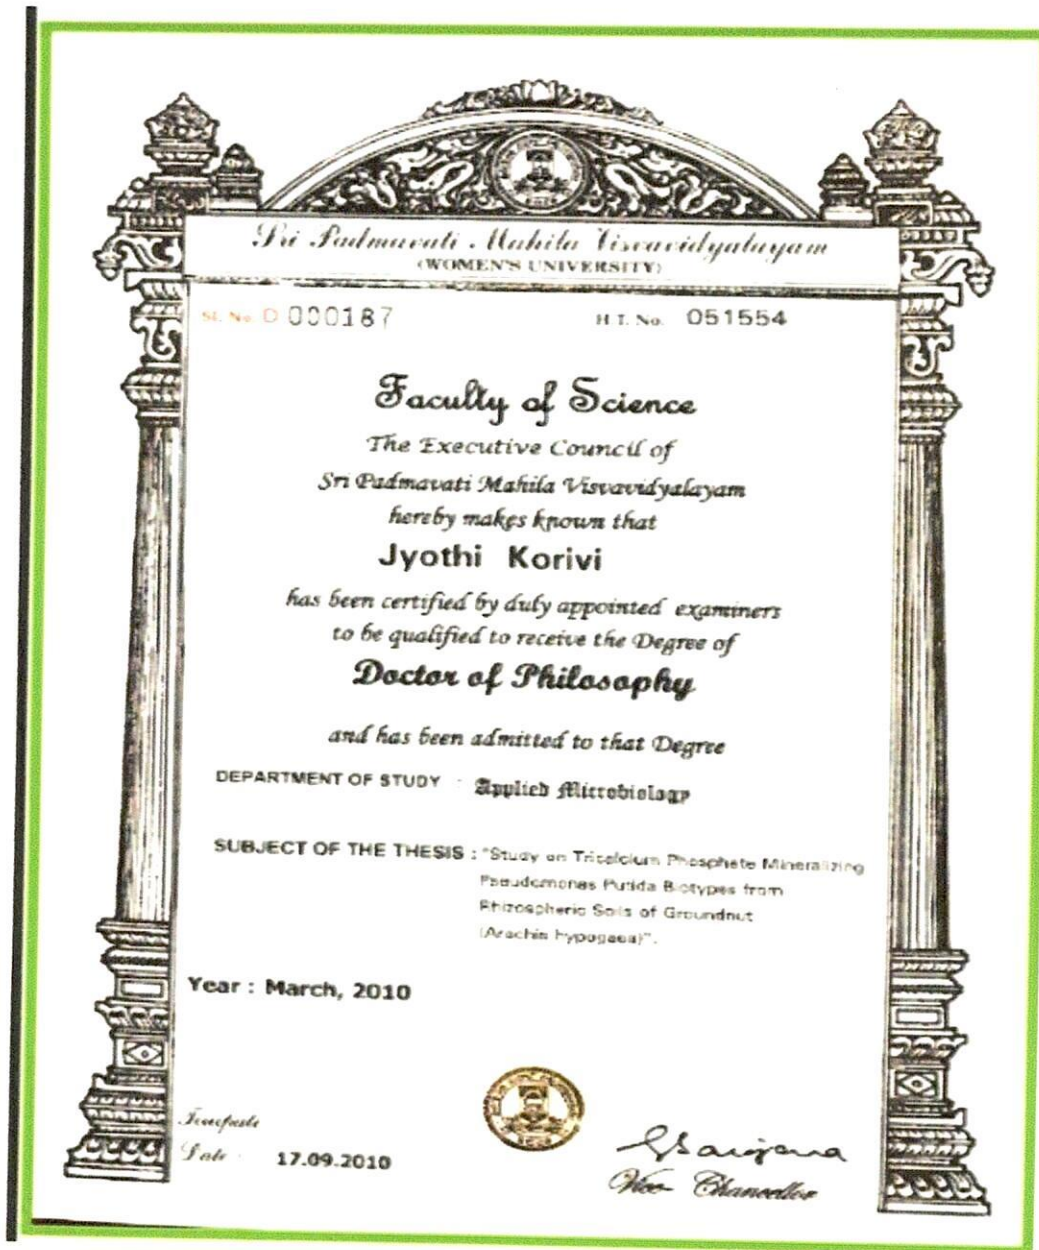 Sri Padmavati Mahila Visvavidyalayam
(WOMEN'S UNIVERSITY)
Sl. No. D 000187 H.T. No. 051554
Faculty of Science
The Executive Council of
Sri Padmavati Mahila Visvavidyalayam
hereby makes known that
Jyothi Korivi
has been certified by duly appointed examiners
to be qualified to receive the Degree of
Doctor of Philosophy
and has been admitted to that Degree
DEPARTMENT OF STUDY : Applied Microbiology
SUBJECT OF THE THESIS : "Study on Tricalcium Phosphate Mineralizing
Pseudomonas Putida Biotypes from
Rhizospheric Soils of Groundnut
(Arachis hypogaea)".
Year : March, 2010
Date : 17.09.2010
Vice-Chancellor